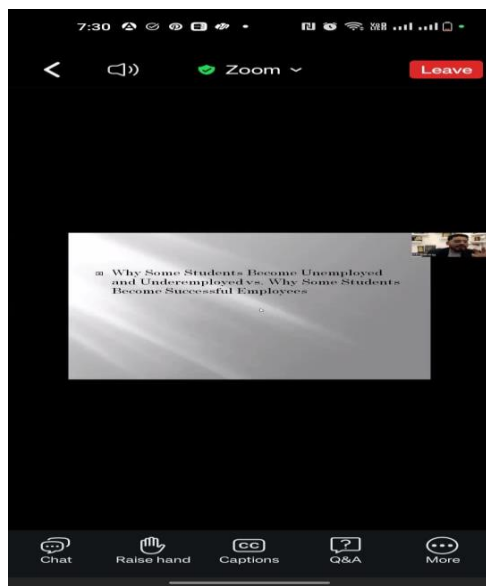 7:30
Zoom
Leave
Why Some Students Become Unemployed
and Underemployed vs. Why Some Students
Become Successful Employees
CC
?
Chat
Raise hand
Captions
Q&A
More